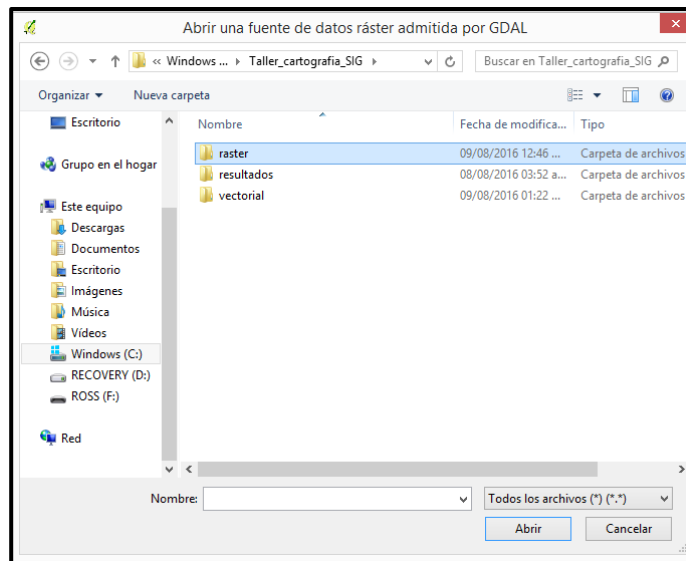 Abrir una fuente de datos ráster admitida por GDAL
« Windows ... Taller_cartografia_SIG Buscar en Taller_cartografia_SIG
Organizar Nueva carpeta
Escritorio
Grupo en el hogar
Este equipo
Descargas
Documentos
Escritorio
Imágenes
Música
Vídeos
Windows (C:)
RECOVERY (D:)
ROSS (F:)
Red
Nombre Fecha de modifica... Tipo
raster 09/08/2016 12:46 ... Carpeta de archivos
resultados 08/08/2016 03:52 a... Carpeta de archivos
vectorial 09/08/2016 01:22 ... Carpeta de archivos
Nombre: Todos los archivos (*) (*.*)
Abrir Cancelar